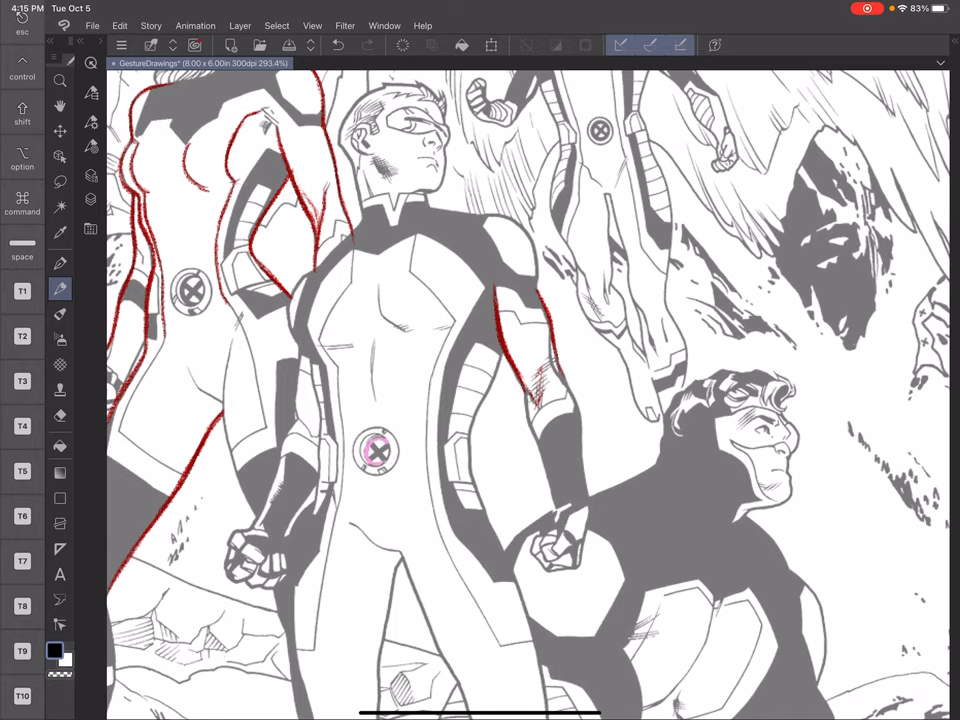 4:15 PM Tue Oct 5
83%
esc
File Edit Story Animation Layer Select View Filter Window Help
control
GestureDrawings* (8.00 x 6.00in 300dpi 293.4%)
shift
option
command
space
T1
T2
T3
T4
T5
T6
T7
T8
T9
T10